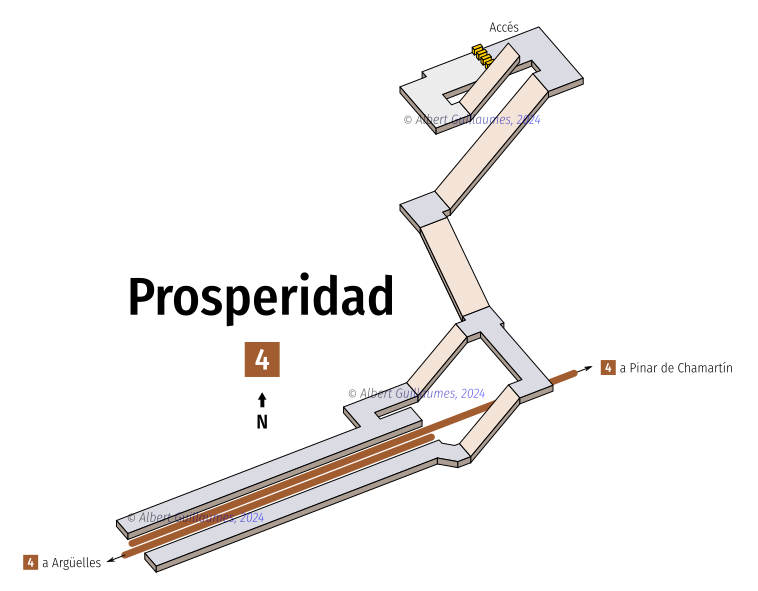 Accés
© Albert Guillaumes, 2024
Prosperidad
4
4 a Pinar de Chamartín
© Albert Guillaumes, 2024
N
© Albert Guillaumes, 2024
4 a Argüelles